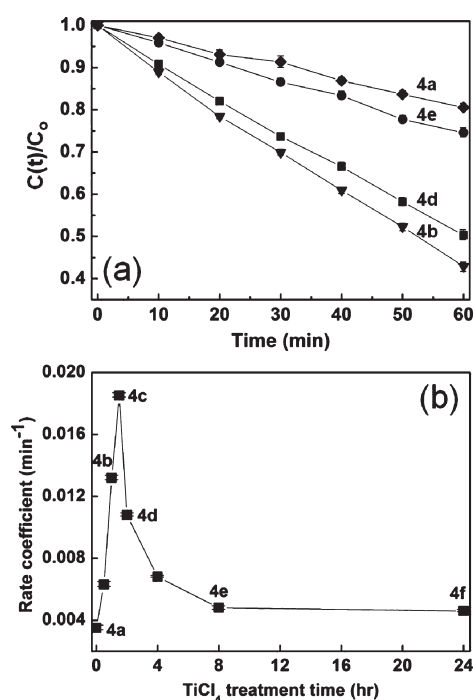 1.0
0.9
0.8
0.7
0.6
0.5
0.4
C(t)/Co
4a
4e
4d
4b
(a)
0 10 20 30 40 50 60
Time (min)
0.020
0.016
0.012
0.008
0.004
Rate coefficient (min-1)
(b)
4c
4b
4d
4e
4f
4a
0 4 8 12 16 20 24
TiCl4 treatment time (hr)